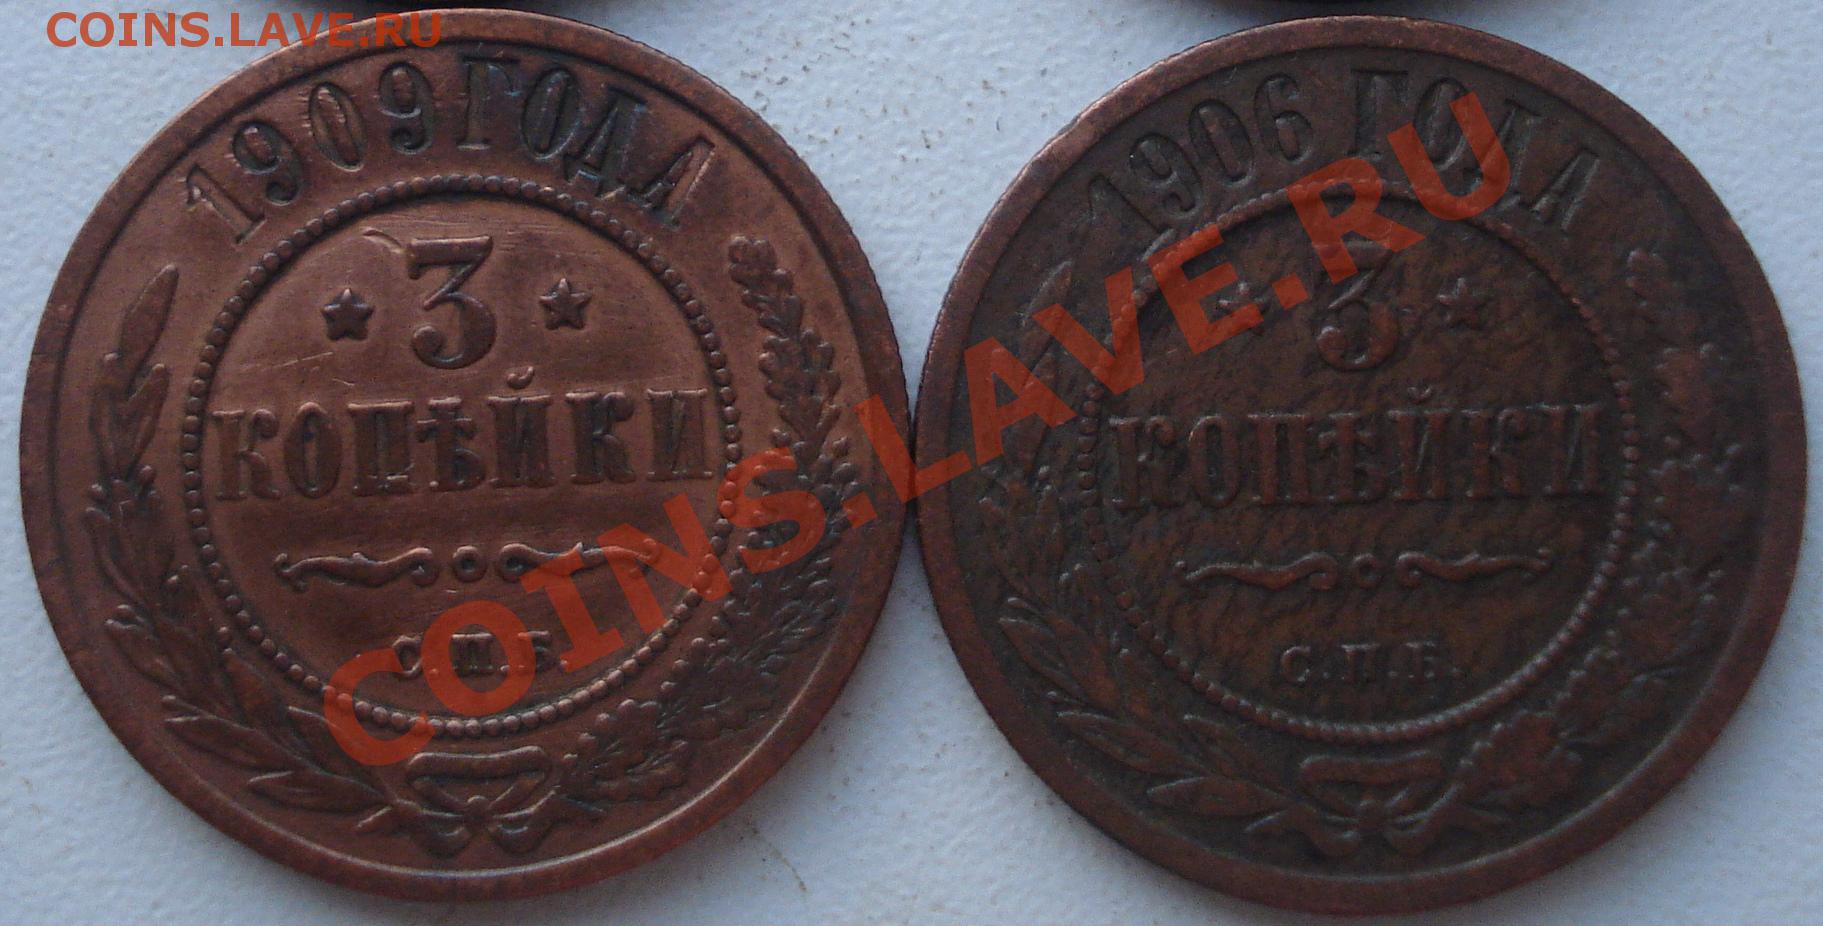 COINS.LAVE.RU
1909 ГОДА
3
КОПѢЙКИ
С.П.Б.
1906 ГОДА
3
КОПѢЙКИ
С.П.Б.
COINS.LAVE.RU